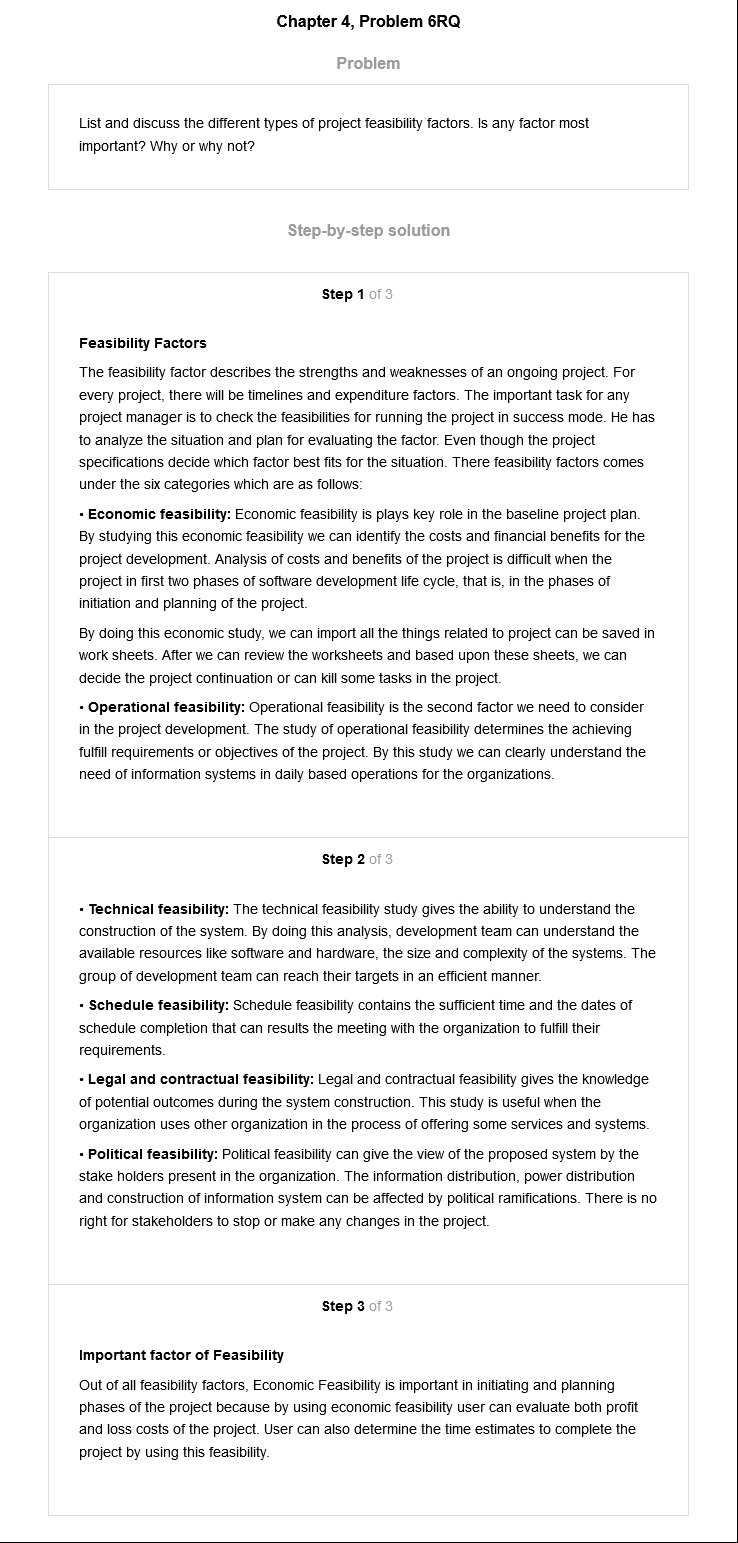 Chapter 4, Problem 6RQ
Problem
List and discuss the different types of project feasibility factors. Is any factor most
important? Why or why not?
Step-by-step solution
Step 1 of 3
Feasibility Factors
The feasibility factor describes the strengths and weaknesses of an ongoing project. For
every project, there will be timelines and expenditure factors. The important task for any
project manager is to check the feasibilities for running the project in success mode. He has
to analyze the situation and plan for evaluating the factor. Even though the project
specifications decide which factor best fits for the situation. There feasibility factors comes
under the six categories which are as follows:
• Economic feasibility: Economic feasibility is plays key role in the baseline project plan.
By studying this economic feasibility we can identify the costs and financial benefits for the
project development. Analysis of costs and benefits of the project is difficult when the
project in first two phases of software development life cycle, that is, in the phases of
initiation and planning of the project.
By doing this economic study, we can import all the things related to project can be saved in
work sheets. After we can review the worksheets and based upon these sheets, we can
decide the project continuation or can kill some tasks in the project.
• Operational feasibility: Operational feasibility is the second factor we need to consider
in the project development. The study of operational feasibility determines the achieving
fulfill requirements or objectives of the project. By this study we can clearly understand the
need of information systems in daily based operations for the organizations.
Step 2 of 3
• Technical feasibility: The technical feasibility study gives the ability to understand the
construction of the system. By doing this analysis, development team can understand the
available resources like software and hardware, the size and complexity of the systems. The
group of development team can reach their targets in an efficient manner.
• Schedule feasibility: Schedule feasibility contains the sufficient time and the dates of
schedule completion that can results the meeting with the organization to fulfill their
requirements.
• Legal and contractual feasibility: Legal and contractual feasibility gives the knowledge
of potential outcomes during the system construction. This study is useful when the
organization uses other organization in the process of offering some services and systems.
• Political feasibility: Political feasibility can give the view of the proposed system by the
stake holders present in the organization. The information distribution, power distribution
and construction of information system can be affected by political ramifications. There is no
right for stakeholders to stop or make any changes in the project.
Step 3 of 3
Important factor of Feasibility
Out of all feasibility factors, Economic Feasibility is important in initiating and planning
phases of the project because by using economic feasibility user can evaluate both profit
and loss costs of the project. User can also determine the time estimates to complete the
project by using this feasibility.